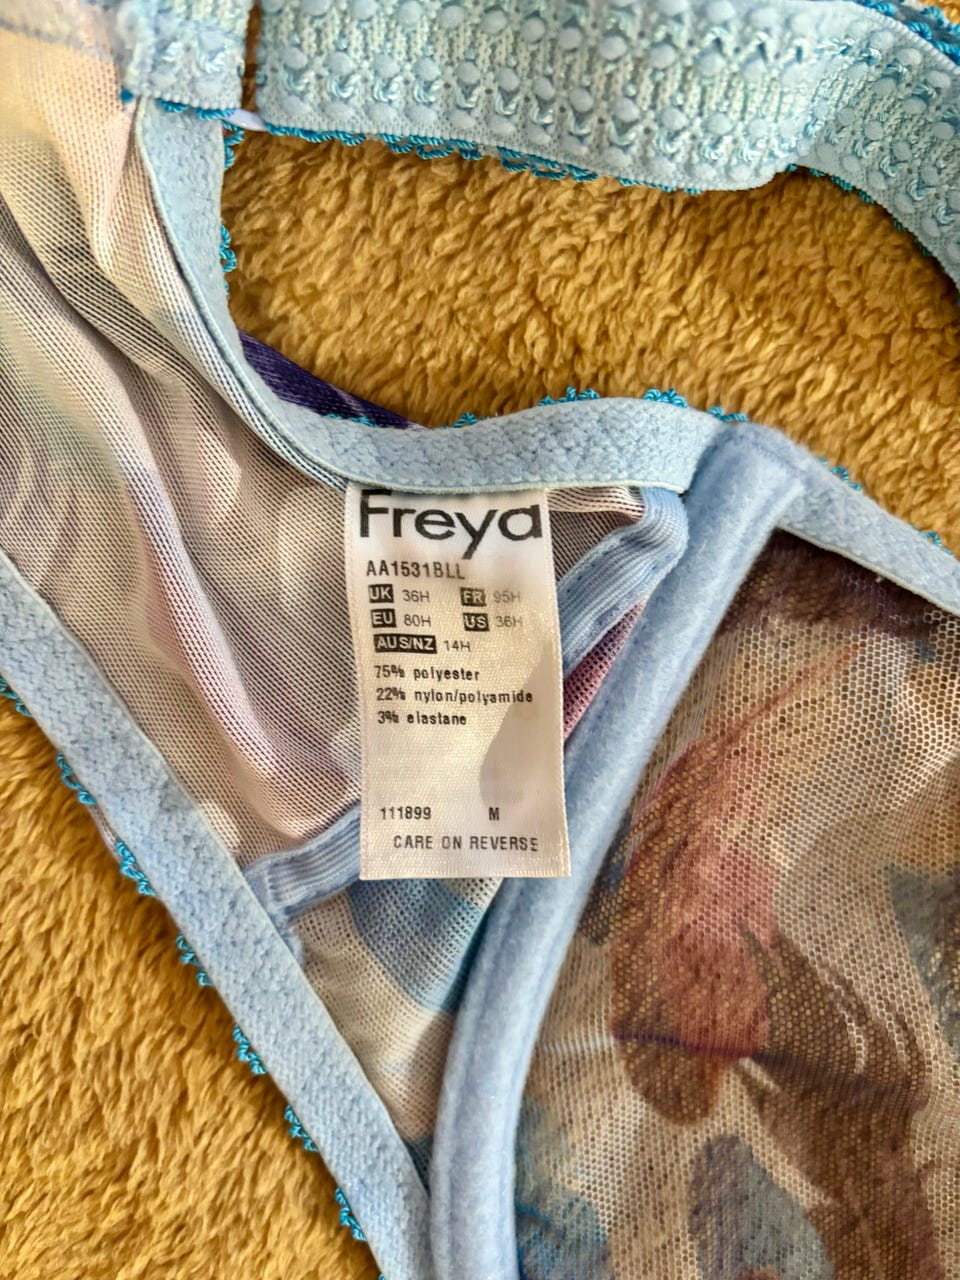 Freya
AA1531BLL
UK 36H FR 95H
EU 80H US 36H
AUS/NZ 14H
75% polyester
22% nylon/polyamide
3% elastane
111899 M
CARE ON REVERSE